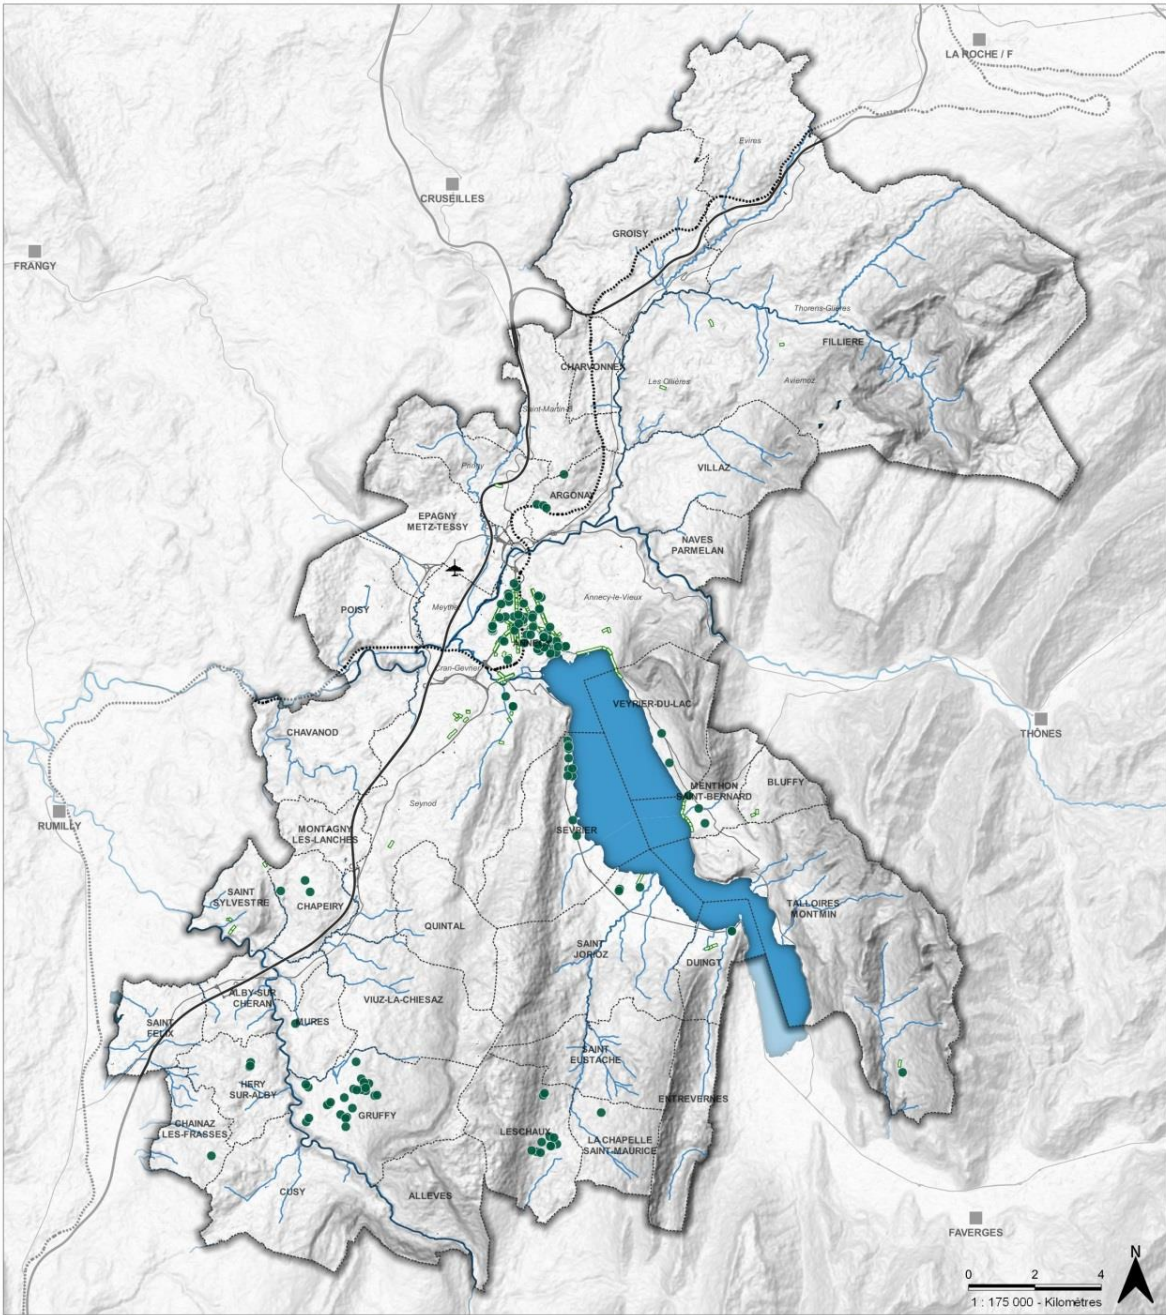 LA ROCHE / F
Evires
CRUSEILLES
GROISY
FRANGY
Thorens-Glières
FILLIERE
CHARVONNEX
Les Ollières
Aviernoz
Saint-Martin-B
Pringy
VILLAZ
ARGONAY
EPAGNY
METZ-TESSY
NAVES
PARMELAN
Annecy-le-Vieux
POISY
Meythet
Cran-Gevrier
VEYRIER-DU-LAC
THÔNES
CHAVANOD
BLUFFY
MENTHON
SAINT-BERNARD
Seynod
RUMILLY
SEVRIER
MONTAGNY
LES-LANCHES
SAINT
SYLVESTRE
CHAPEIRY
TALLOIRES
MONTMIN
QUINTAL
SAINT
JORIOZ
DUINGT
ALBY-SUR
CHERAN
VIUZ-LA-CHIESAZ
SAINT
FELIX
MURES
SAINT
EUSTACHE
HERY
SUR-ALBY
ENTREVERNES
GRUFFY
CHAINAZ
LES-FRASSES
LESCHAUX
LA CHAPELLE
SAINT-MAURICE
CUSY
ALLEVES
FAVERGES
N
0 2 4
1 : 175 000 - Kilomètres